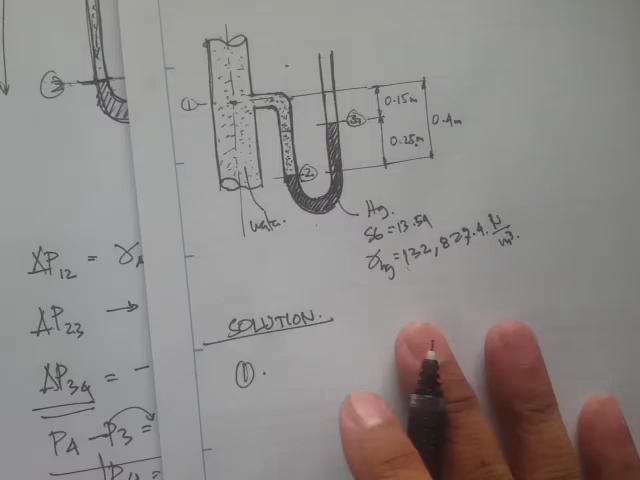 ②
ΔP₁₂ = γ
ΔP₂₃ →
ΔP₃₄ = -
P₄ - P₃ =
①
0.15m
③
0.25m
0.4m
②
water.
Hg.
SG = 13.54
γHg = 132,827.4 N/m³.
SOLUTION.
①.